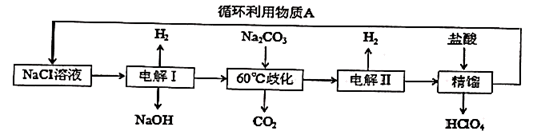 循环利用物质A
H₂ Na₂CO₃ H₂ 盐酸
NaCl溶液 电解Ⅰ 60℃歧化 电解Ⅱ 精馏
NaOH CO₂ HClO₄